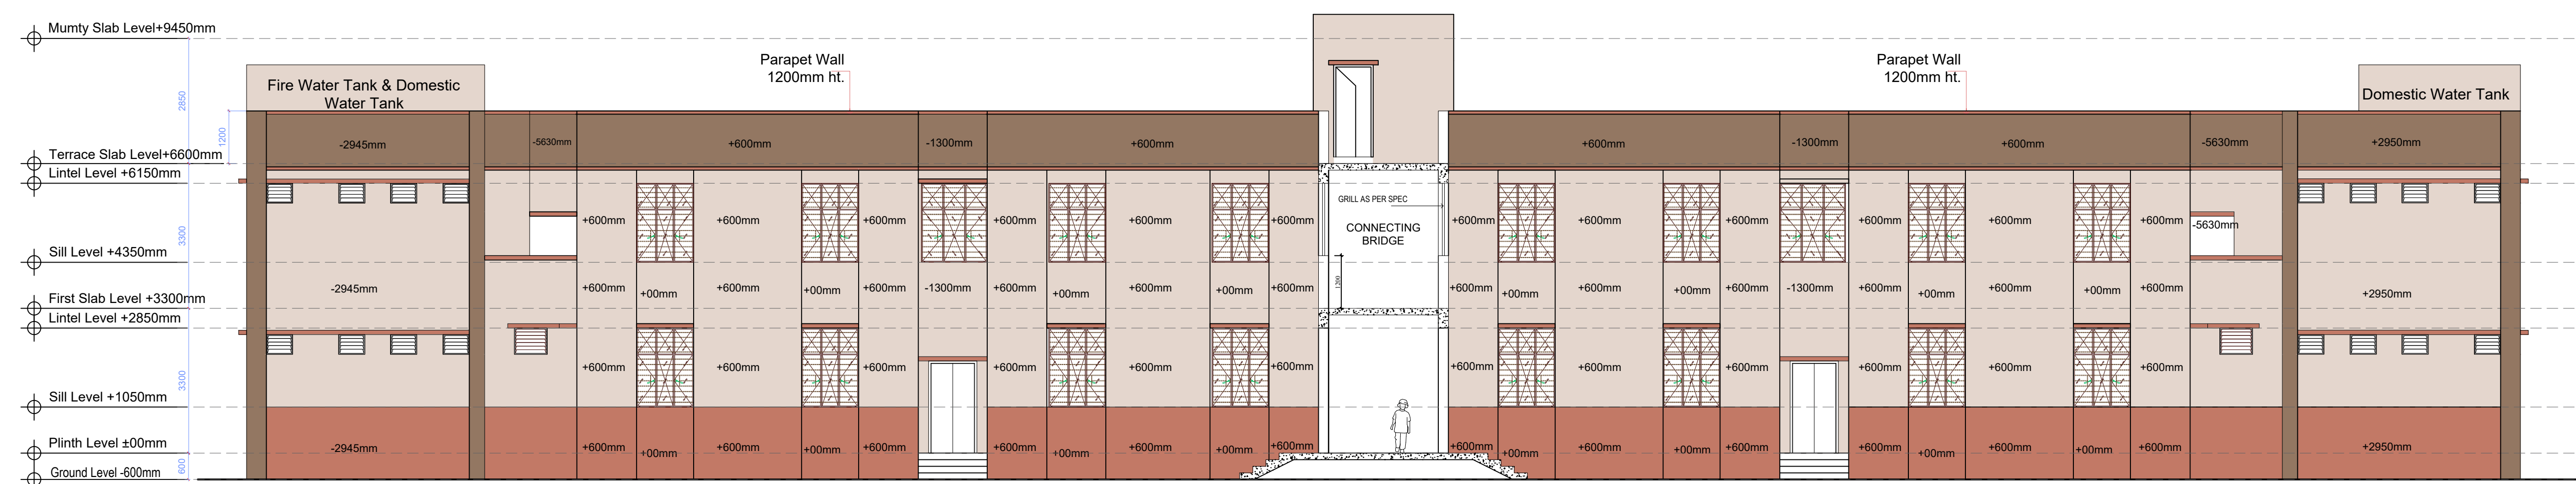 Mumty Slab Level+9450mm
Parapet Wall
1200mm ht.
Parapet Wall
1200mm ht.
Fire Water Tank & Domestic
Water Tank
Domestic Water Tank
2850
1200
-2945mm
-5630mm
+600mm
-1300mm
+600mm
+600mm
-1300mm
+600mm
-5630mm
+2950mm
Terrace Slab Level+6600mm
Lintel Level +6150mm
GRILL AS PER SPEC
CONNECTING
BRIDGE
+600mm
+600mm
+600mm
+600mm
+600mm
+600mm
+600mm
+600mm
+600mm
+600mm
+600mm
+600mm
-5630mm
3300
Sill Level +4350mm
1200
-2945mm
+600mm
+00mm
+600mm
+00mm
+600mm
-1300mm
+600mm
+00mm
+600mm
+00mm
+600mm
+600mm
+00mm
+600mm
+00mm
+600mm
-1300mm
+600mm
+00mm
+600mm
+00mm
+600mm
+2950mm
First Slab Level +3300mm
Lintel Level +2850mm
3300
+600mm
+600mm
+600mm
+600mm
+600mm
+600mm
+600mm
+600mm
+600mm
+600mm
+600mm
+600mm
Sill Level +1050mm
Plinth Level ±00mm
-2945mm
+600mm
+00mm
+600mm
+00mm
+600mm
+600mm
+00mm
+600mm
+00mm
+600mm
+600mm
+00mm
+600mm
+00mm
+600mm
+600mm
+00mm
+600mm
+00mm
+600mm
+2950mm
600
Ground Level -600mm